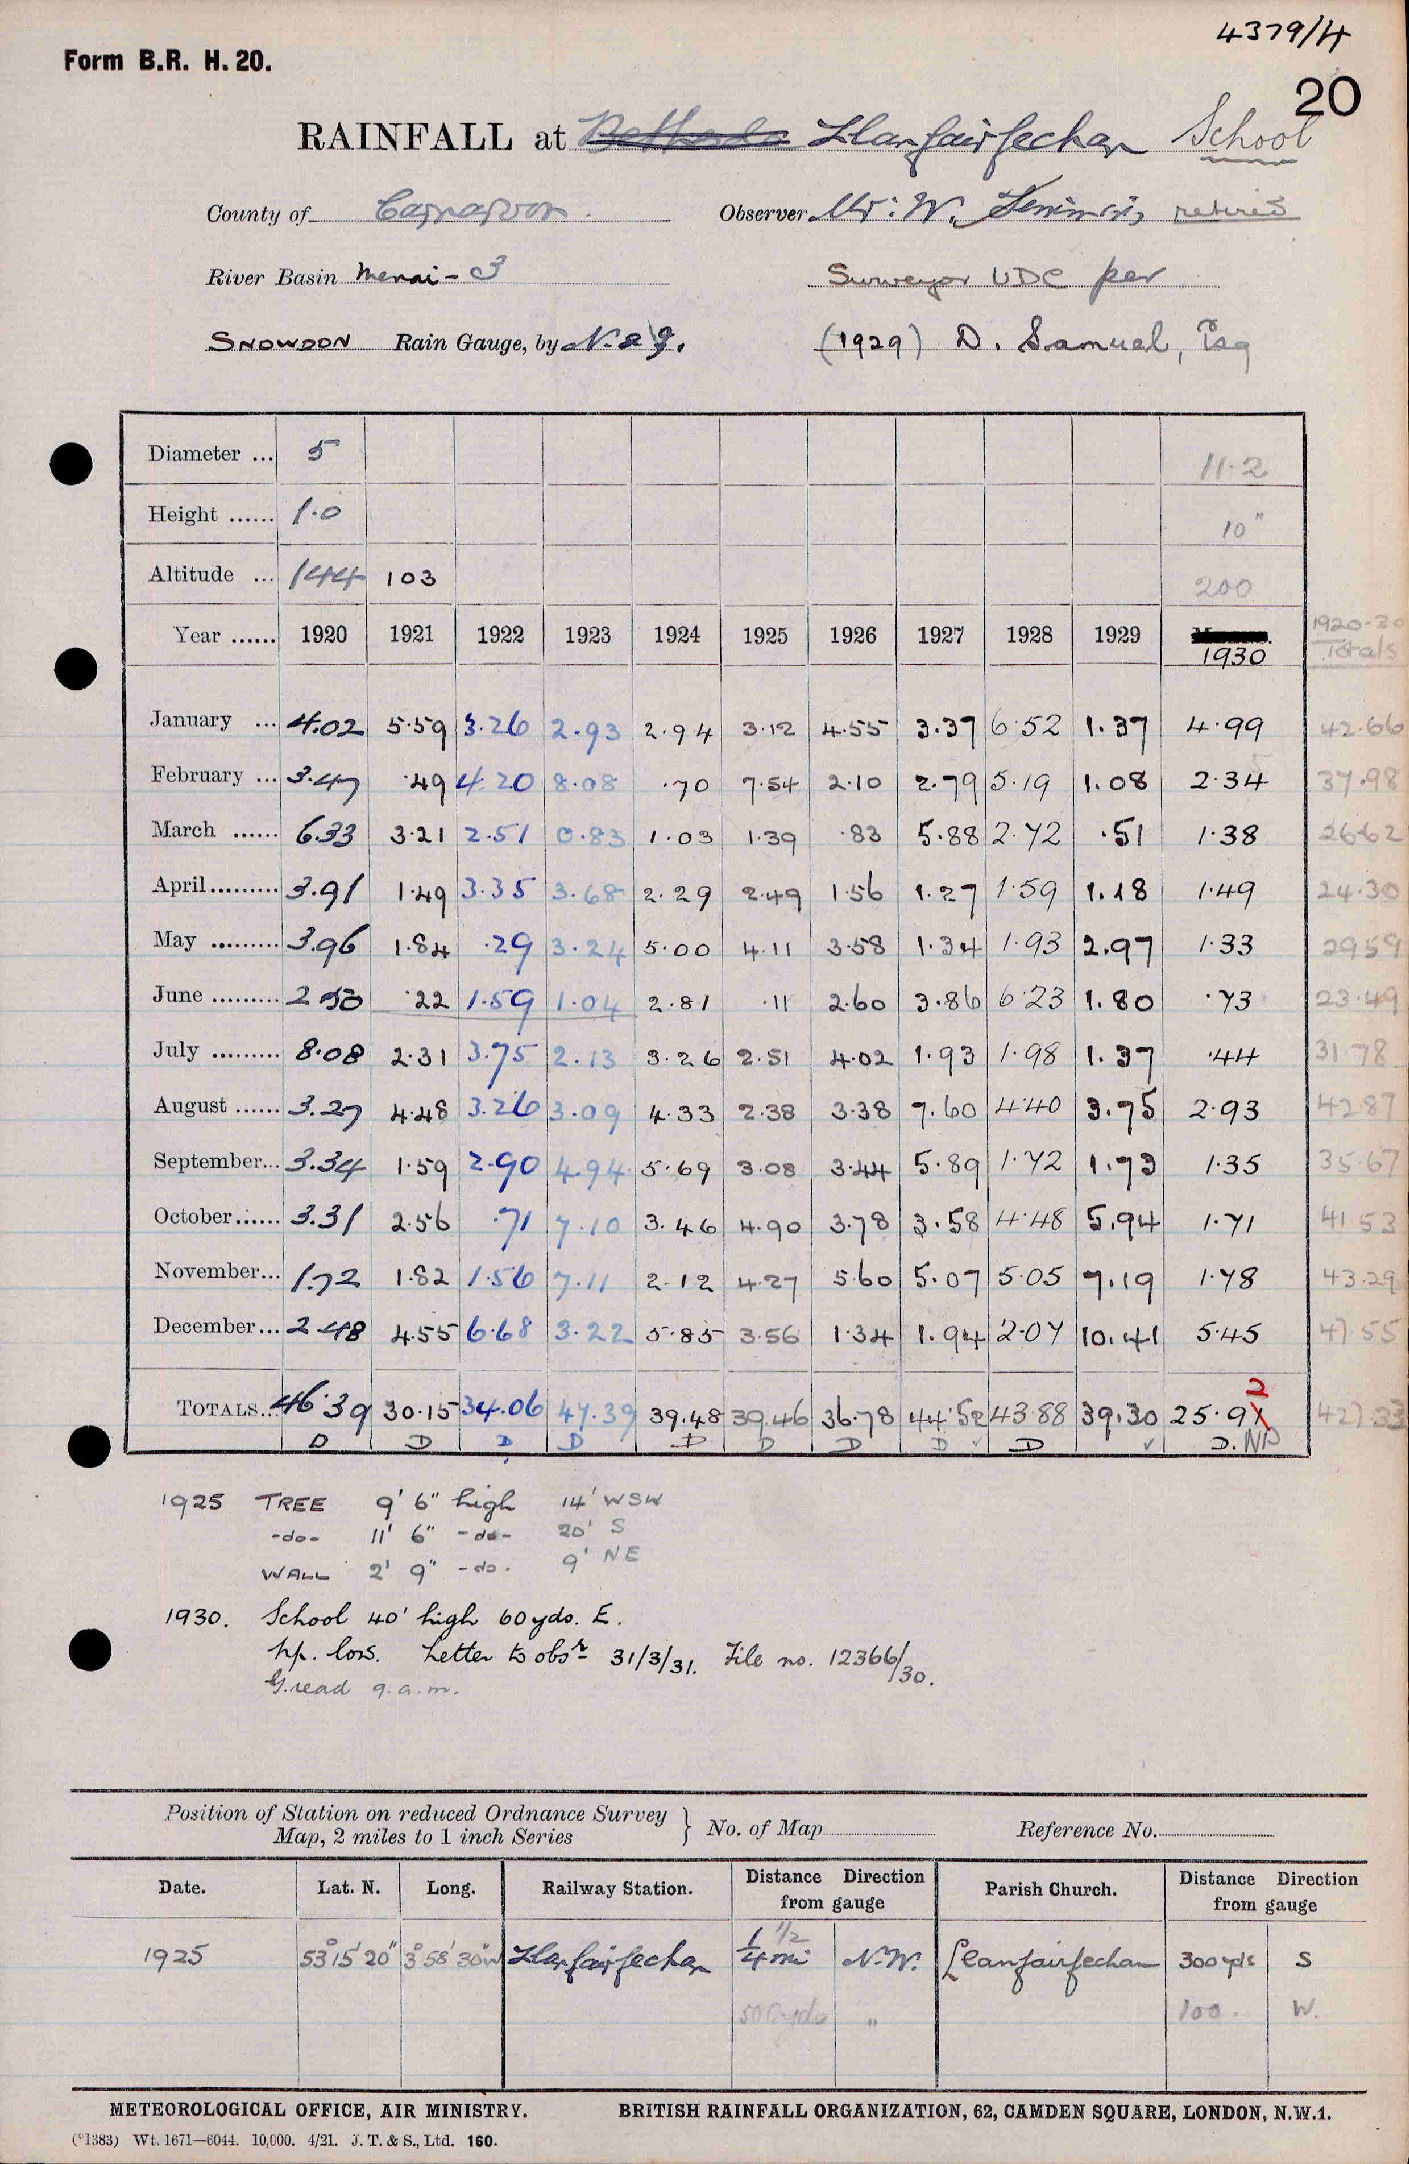 4379/4
Form B.R. H. 20.
20
RAINFALL at Bethesda Llanfairfechan School
County of Carnarvon. Observer Mr. W. retired
River Basin Menai - 3 Surveyor UDC per
SNOWDON Rain Gauge, by N. & Z. (1929) D. Samuel, Esq
Diameter ... 5 11.2
Height ...... 1.0 10"
Altitude ... 144 103 200
Year ...... 1920 1921 1922 1923 1924 1925 1926 1927 1928 1929 1930 1920-30 Totals
January ... 4.02 5.59 3.26 2.93 2.94 3.12 4.55 3.37 6.52 1.37 4.99 42.66
February ... 3.47 .49 4.20 8.08 .70 7.54 2.10 2.79 5.19 1.08 2.34 37.98
March ...... 6.33 3.21 2.51 0.83 1.03 1.39 .83 5.88 2.72 .51 1.38 26.62
April ......... 3.91 1.49 3.35 3.68 2.29 2.49 1.56 1.27 1.59 1.18 1.49 24.30
May ......... 3.96 1.84 .29 3.24 5.00 4.11 3.58 1.34 1.93 2.97 1.33 29.59
June ......... 2.50 .22 1.59 1.04 2.81 .11 2.60 3.86 6.23 1.80 .73 23.49
July ......... 8.08 2.31 3.75 2.13 3.26 2.51 4.02 1.93 1.98 1.37 .44 31.78
August ...... 3.27 4.48 3.26 3.09 4.33 2.38 3.38 7.60 4.40 3.75 2.93 42.87
September... 3.34 1.59 2.90 4.94 5.69 3.08 3.44 5.89 1.72 1.73 1.35 35.67
October...... 3.31 2.56 .71 7.10 3.46 4.90 3.78 3.58 4.48 5.94 1.71 41.53
November... 1.72 1.82 1.56 7.11 2.12 4.27 5.60 5.07 5.05 7.19 1.78 43.29
December... 2.48 4.55 6.68 3.22 5.85 3.56 1.34 1.94 2.07 10.41 5.45 47.55
TOTALS... 46.39 30.15 34.06 47.39 39.48 39.46 36.78 44.52 43.88 39.30 25.92 427.33
D D D D D D D D ✓ D ✓ D. ND
1925 TREE 9' 6" high 14' WSW
-do- 11' 6" -do- 20' S
WALL 2' 9" -do. 9' NE
1930. School 40' high 60 yds. E.
hp. low. Letter to obsr 31/3/31. File no. 12366/30.
G. read 9. a.m.
Position of Station on reduced Ordnance Survey Map, 2 miles to 1 inch Series } No. of Map Reference No.
Date. Lat. N. Long. Railway Station. Distance Direction from gauge Parish Church. Distance Direction from gauge
1925 53° 15' 20" 3° 58' 30" W Llanfairfechan 1/4 mi 1/2 N.W. Llanfairfechan 300 yds S
500 yds " 100. W.
METEOROLOGICAL OFFICE, AIR MINISTRY. BRITISH RAINFALL ORGANIZATION, 62, CAMDEN SQUARE, LONDON, N.W.1.
(*1383) Wt. 1671—6044. 10,000. 4/21. J. T. & S., Ltd. 160.